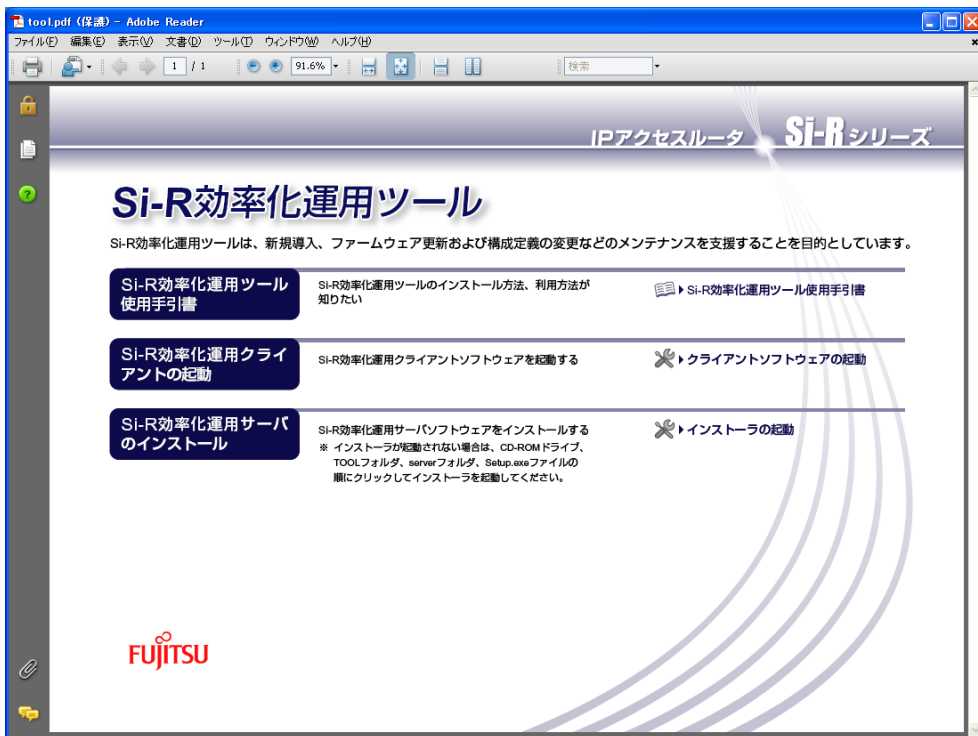 tool.pdf (保護) - Adobe Reader
ファイル(F) 編集(E) 表示(V) 文書(D) ツール(T) ウィンドウ(W) ヘルプ(H)
1 / 1 91.6% 検索
IPアクセスルータ Si-Rシリーズ
Si-R効率化運用ツール
Si-R効率化運用ツールは、新規導入、ファームウェア更新および構成定義の変更などのメンテナンスを支援することを目的としています。
Si-R効率化運用ツール
使用手引書
Si-R効率化運用ツールのインストール方法、利用方法が
知りたい
Si-R効率化運用ツール使用手引書
Si-R効率化運用クライ
アントの起動
Si-R効率化運用クライアントソフトウェアを起動する
クライアントソフトウェアの起動
Si-R効率化運用サーバ
のインストール
Si-R効率化運用サーバソフトウェアをインストールする
※ インストーラが起動されない場合は、CD-ROMドライブ、
TOOLフォルダ、serverフォルダ、Setup.exeファイルの
順にクリックしてインストーラを起動してください。
インストーラの起動
FUJITSU